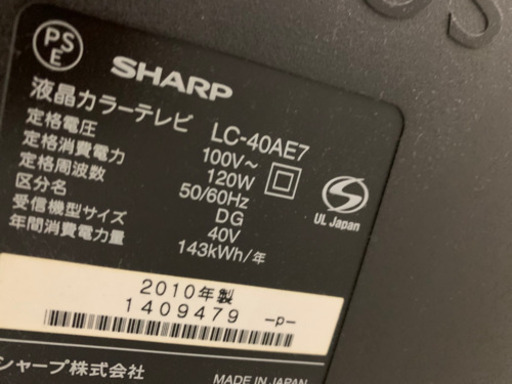 PSE
SHARP
液晶カラーテレビ LC-40AE7
定格電圧 100V～
定格消費電力 120W
定格周波数 50/60Hz
区分名 DG
受信機型サイズ 40V
年間消費電力量 143kWh/年
UL Japan
2010年製
1409479 -p-
シャープ株式会社
MADE IN JAPAN